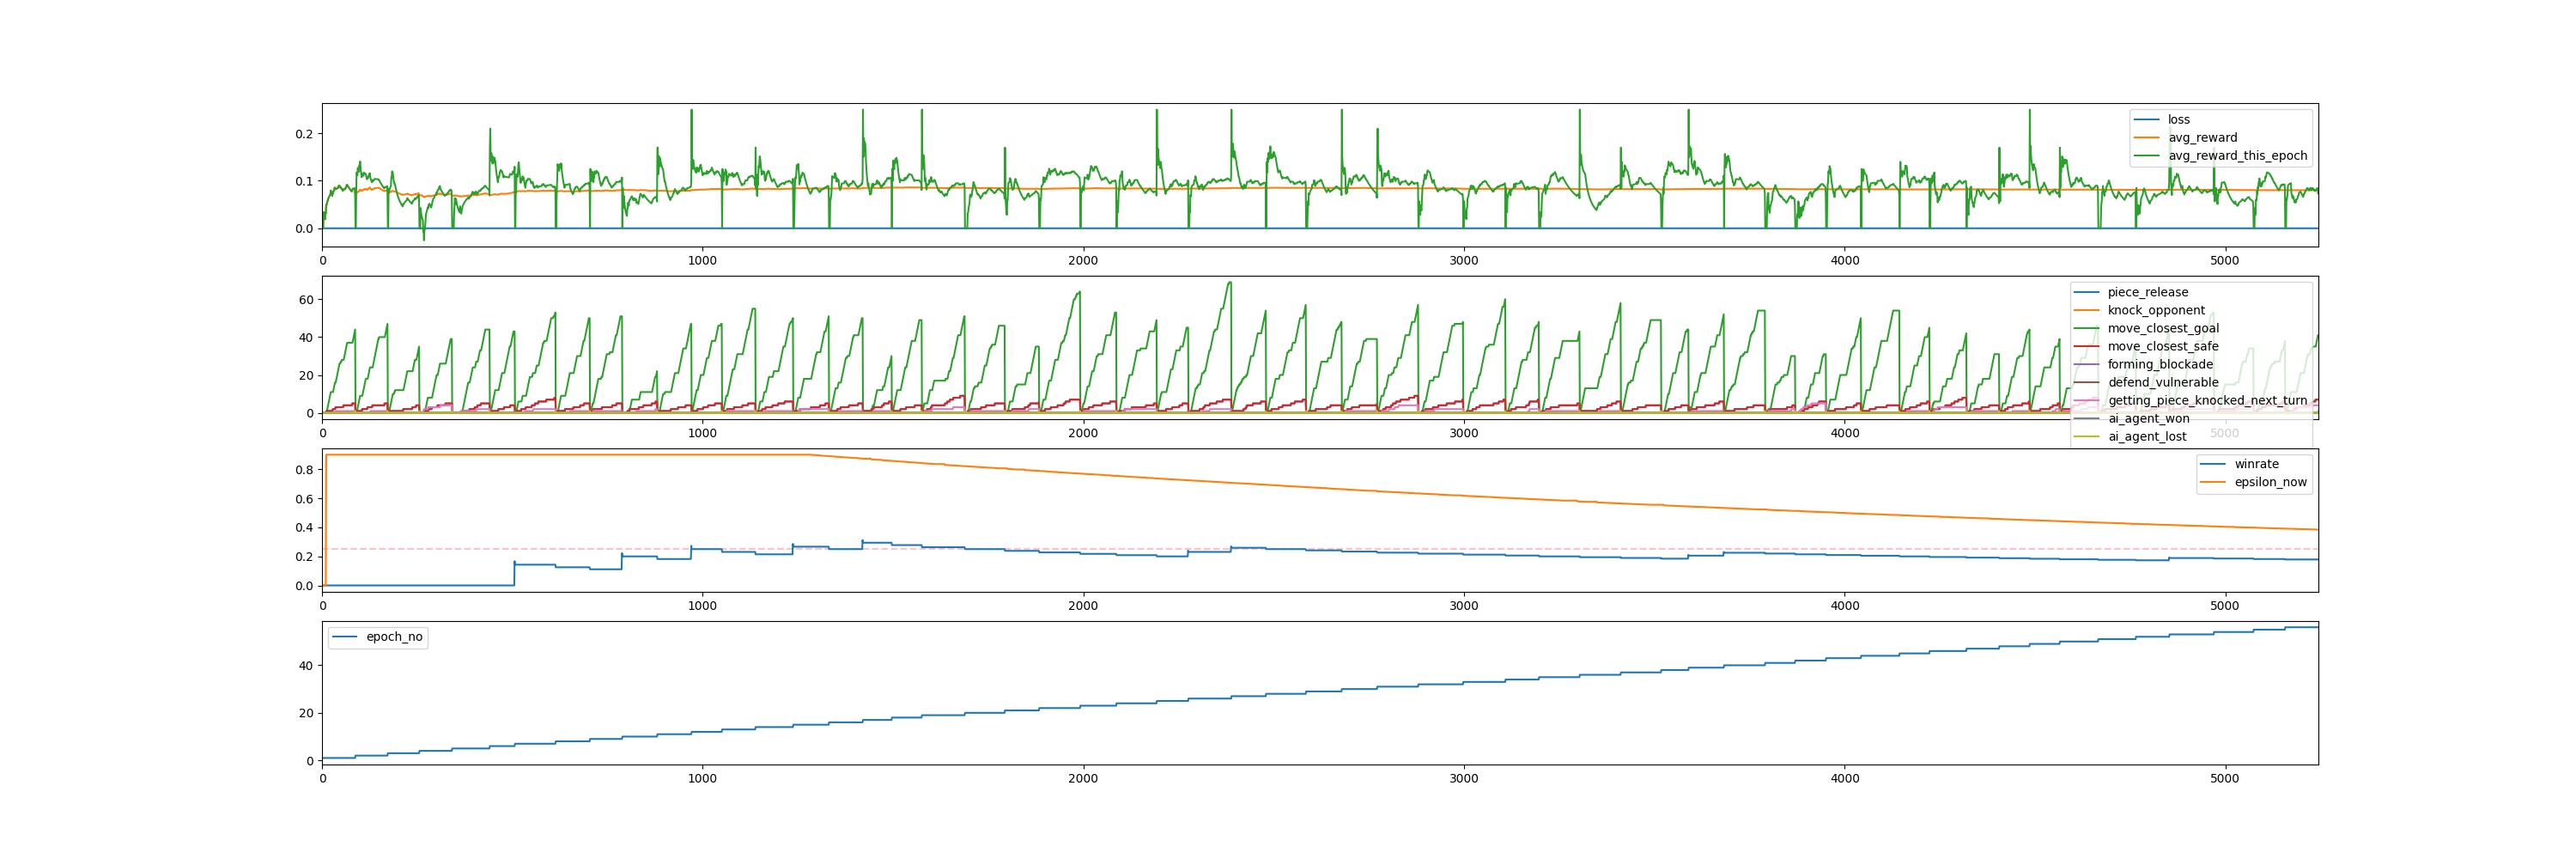 0.2
0.1
0.0
loss
avg_reward
avg_reward_this_epoch
0 1000 2000 3000 4000 5000
60
40
20
0
piece_release
knock_opponent
move_closest_goal
move_closest_safe
forming_blockade
defend_vulnerable
getting_piece_knocked_next_turn
ai_agent_won
ai_agent_lost
0 1000 2000 3000 4000 5000
0.8
0.6
0.4
0.2
0.0
winrate
epsilon_now
0 1000 2000 3000 4000 5000
epoch_no
40
20
0
0 1000 2000 3000 4000 5000